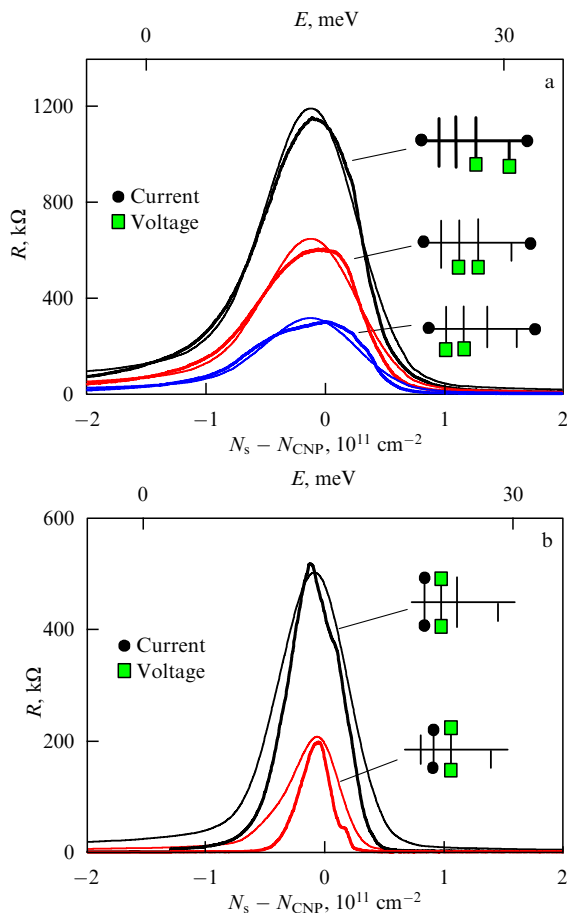 E, meV
0 30
a
1200
800
400
0
R, kΩ
Current
Voltage
−2 −1 0 1 2
Ns − NCNP, 10¹¹ cm⁻²
E, meV
0 30
b
600
400
200
0
R, kΩ
Current
Voltage
−2 −1 0 1 2
Ns − NCNP, 10¹¹ cm⁻²